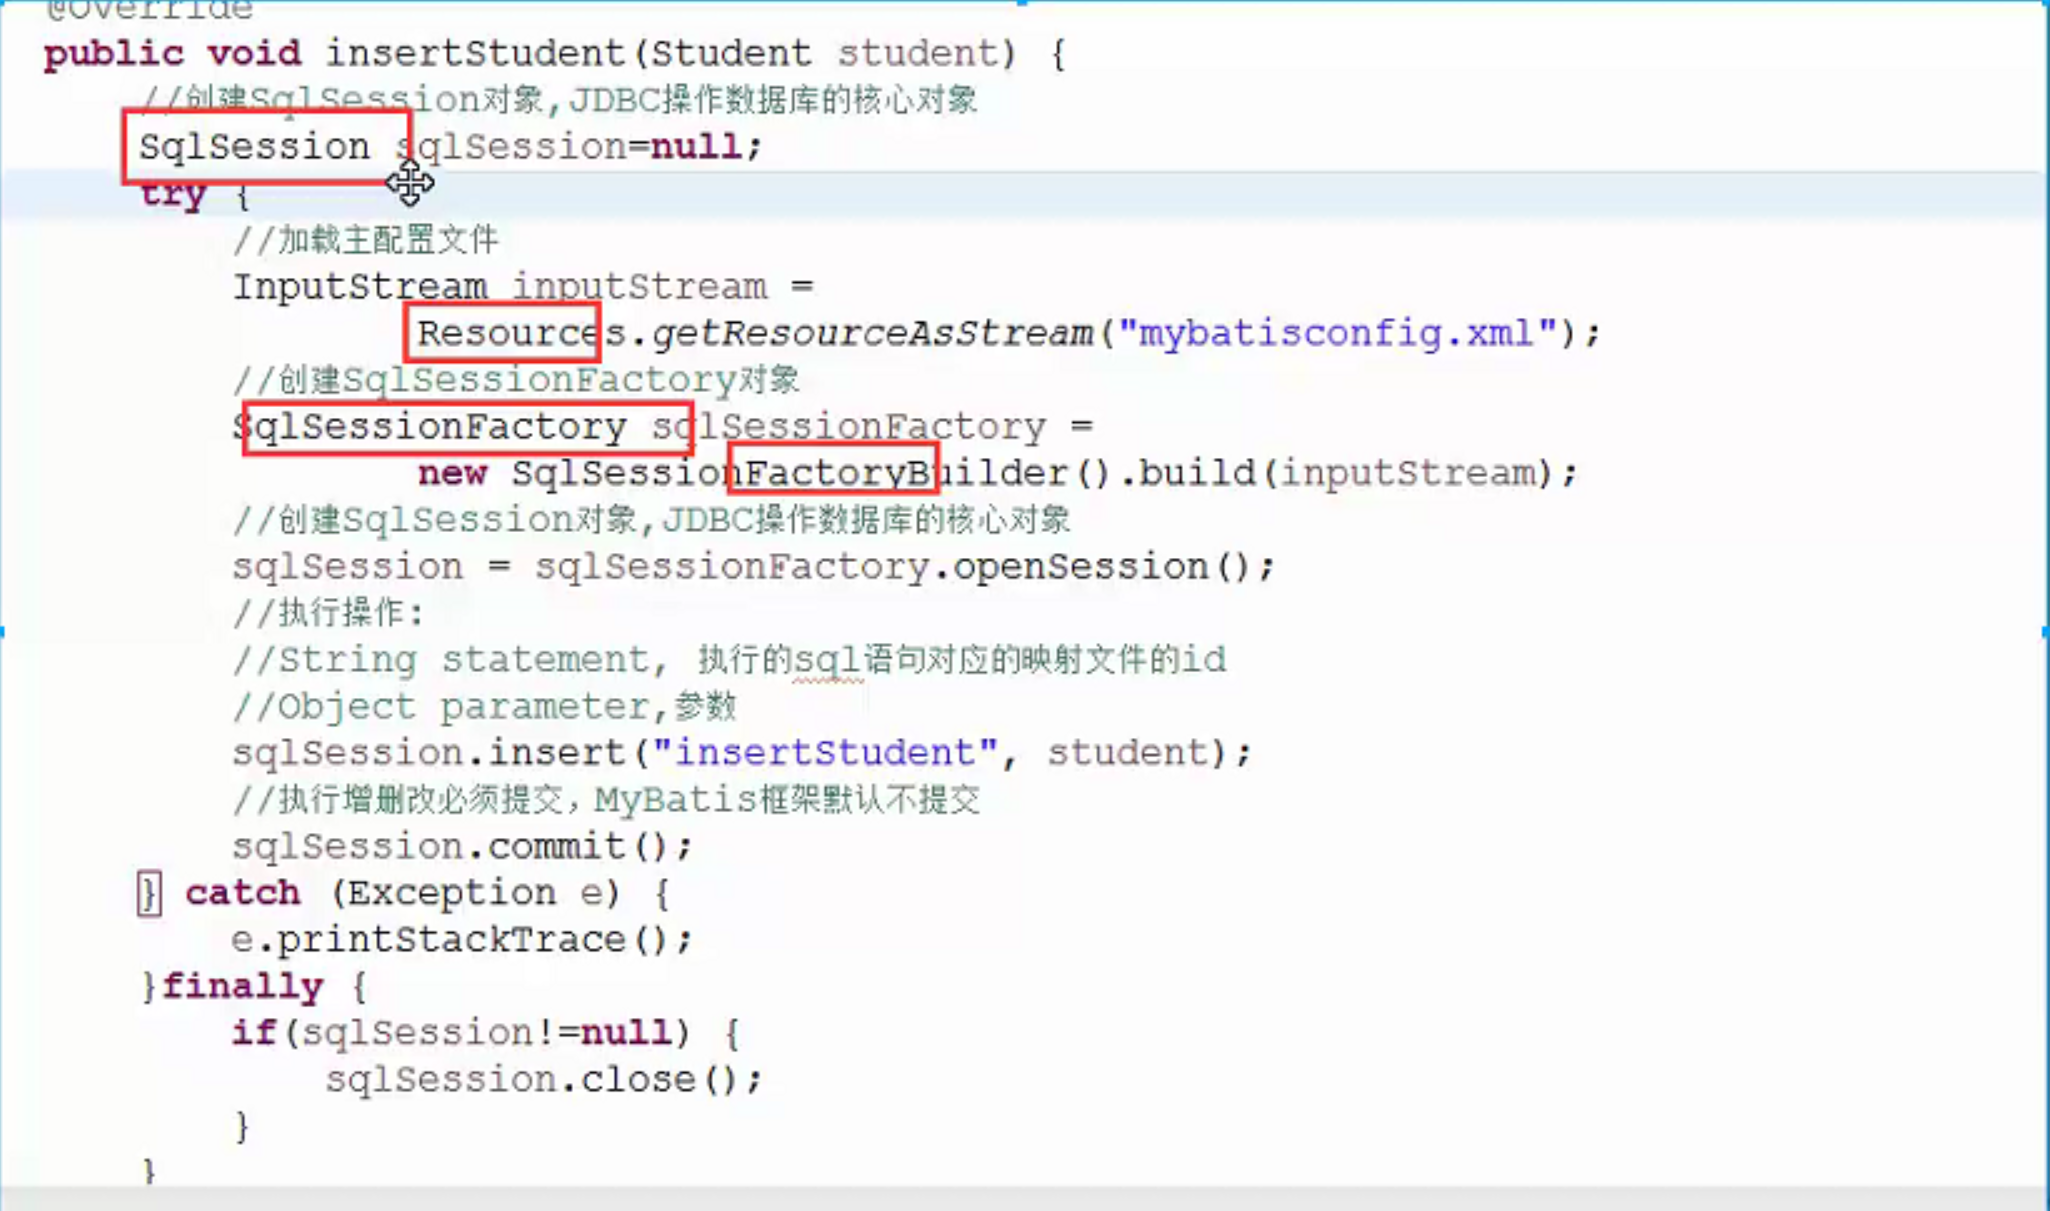 @Override
public void insertStudent(Student student) {
//创建SqlSession对象,JDBC操作数据库的核心对象
SqlSession sqlSession=null;
try {
//加载主配置文件
InputStream inputStream =
Resources.getResourceAsStream("mybatisconfig.xml");
//创建SqlSessionFactory对象
SqlSessionFactory sqlSessionFactory =
new SqlSessionFactoryBuilder().build(inputStream);
//创建SqlSession对象,JDBC操作数据库的核心对象
sqlSession = sqlSessionFactory.openSession();
//执行操作:
//String statement, 执行的sql语句对应的映射文件的id
//Object parameter,参数
sqlSession.insert("insertStudent", student);
//执行增删改必须提交，MyBatis框架默认不提交
sqlSession.commit();
} catch (Exception e) {
e.printStackTrace();
}finally {
if(sqlSession!=null) {
sqlSession.close();
}
}